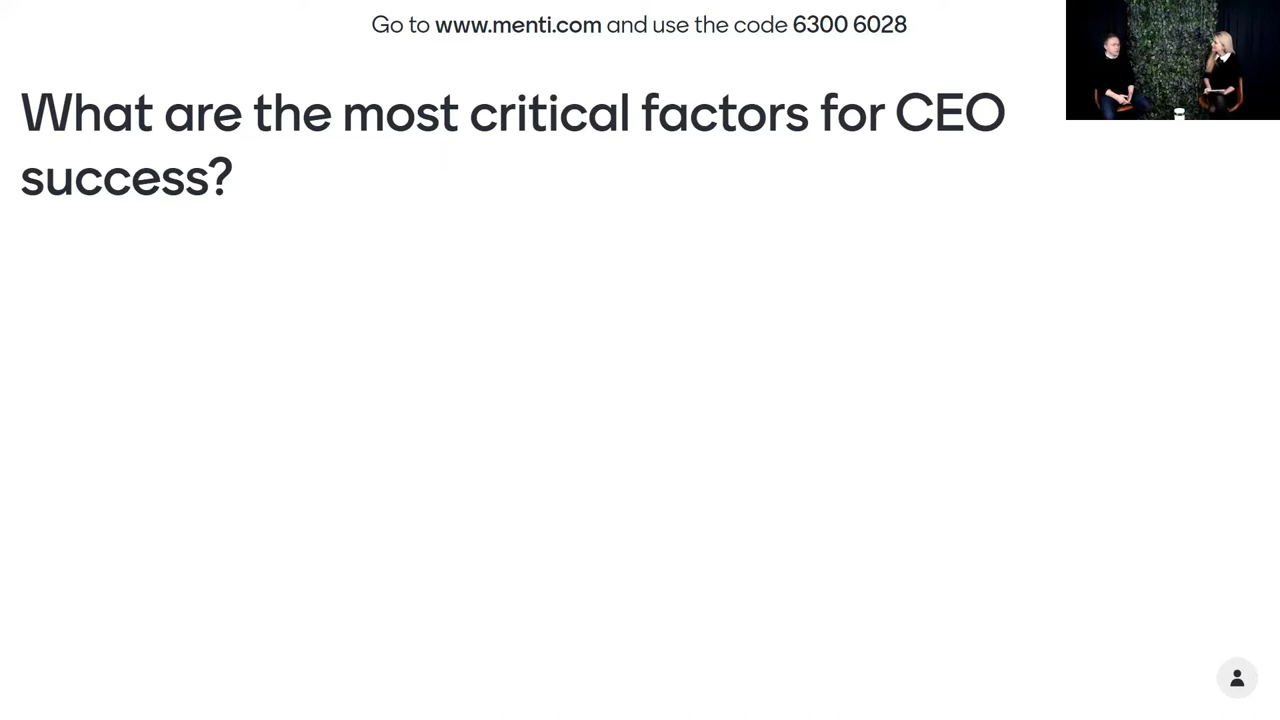 Go to www.menti.com and use the code 6300 6028
What are the most critical factors for CEO
success?